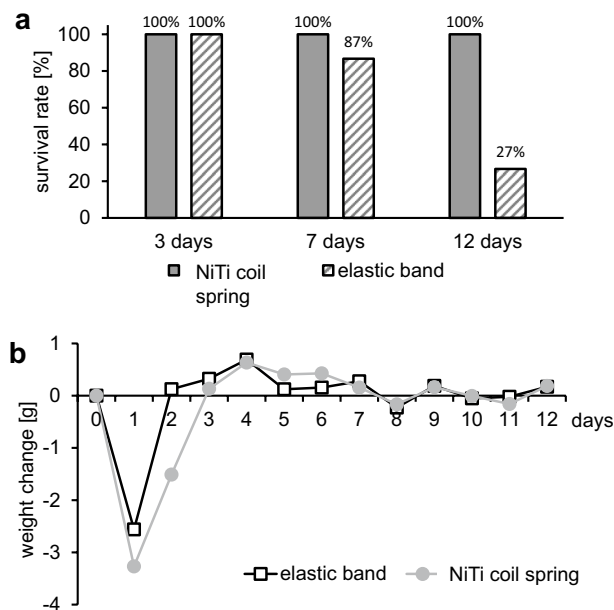 a
100% 100% 100% 100%
87%
27%
survival rate [%]
100
80
60
40
20
0
3 days 7 days 12 days
NiTi coil spring
elastic band
b
weight change [g]
1
0
-1
-2
-3
-4
0 1 2 3 4 5 6 7 8 9 10 11 12 days
elastic band NiTi coil spring